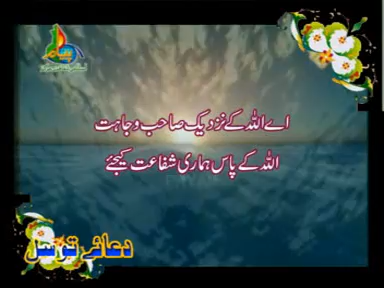 اے اللہ کے نزدیک صاحب وجاہت
اللہ کے پاس ہماری شفاعت کیجئے
دعائے توسل